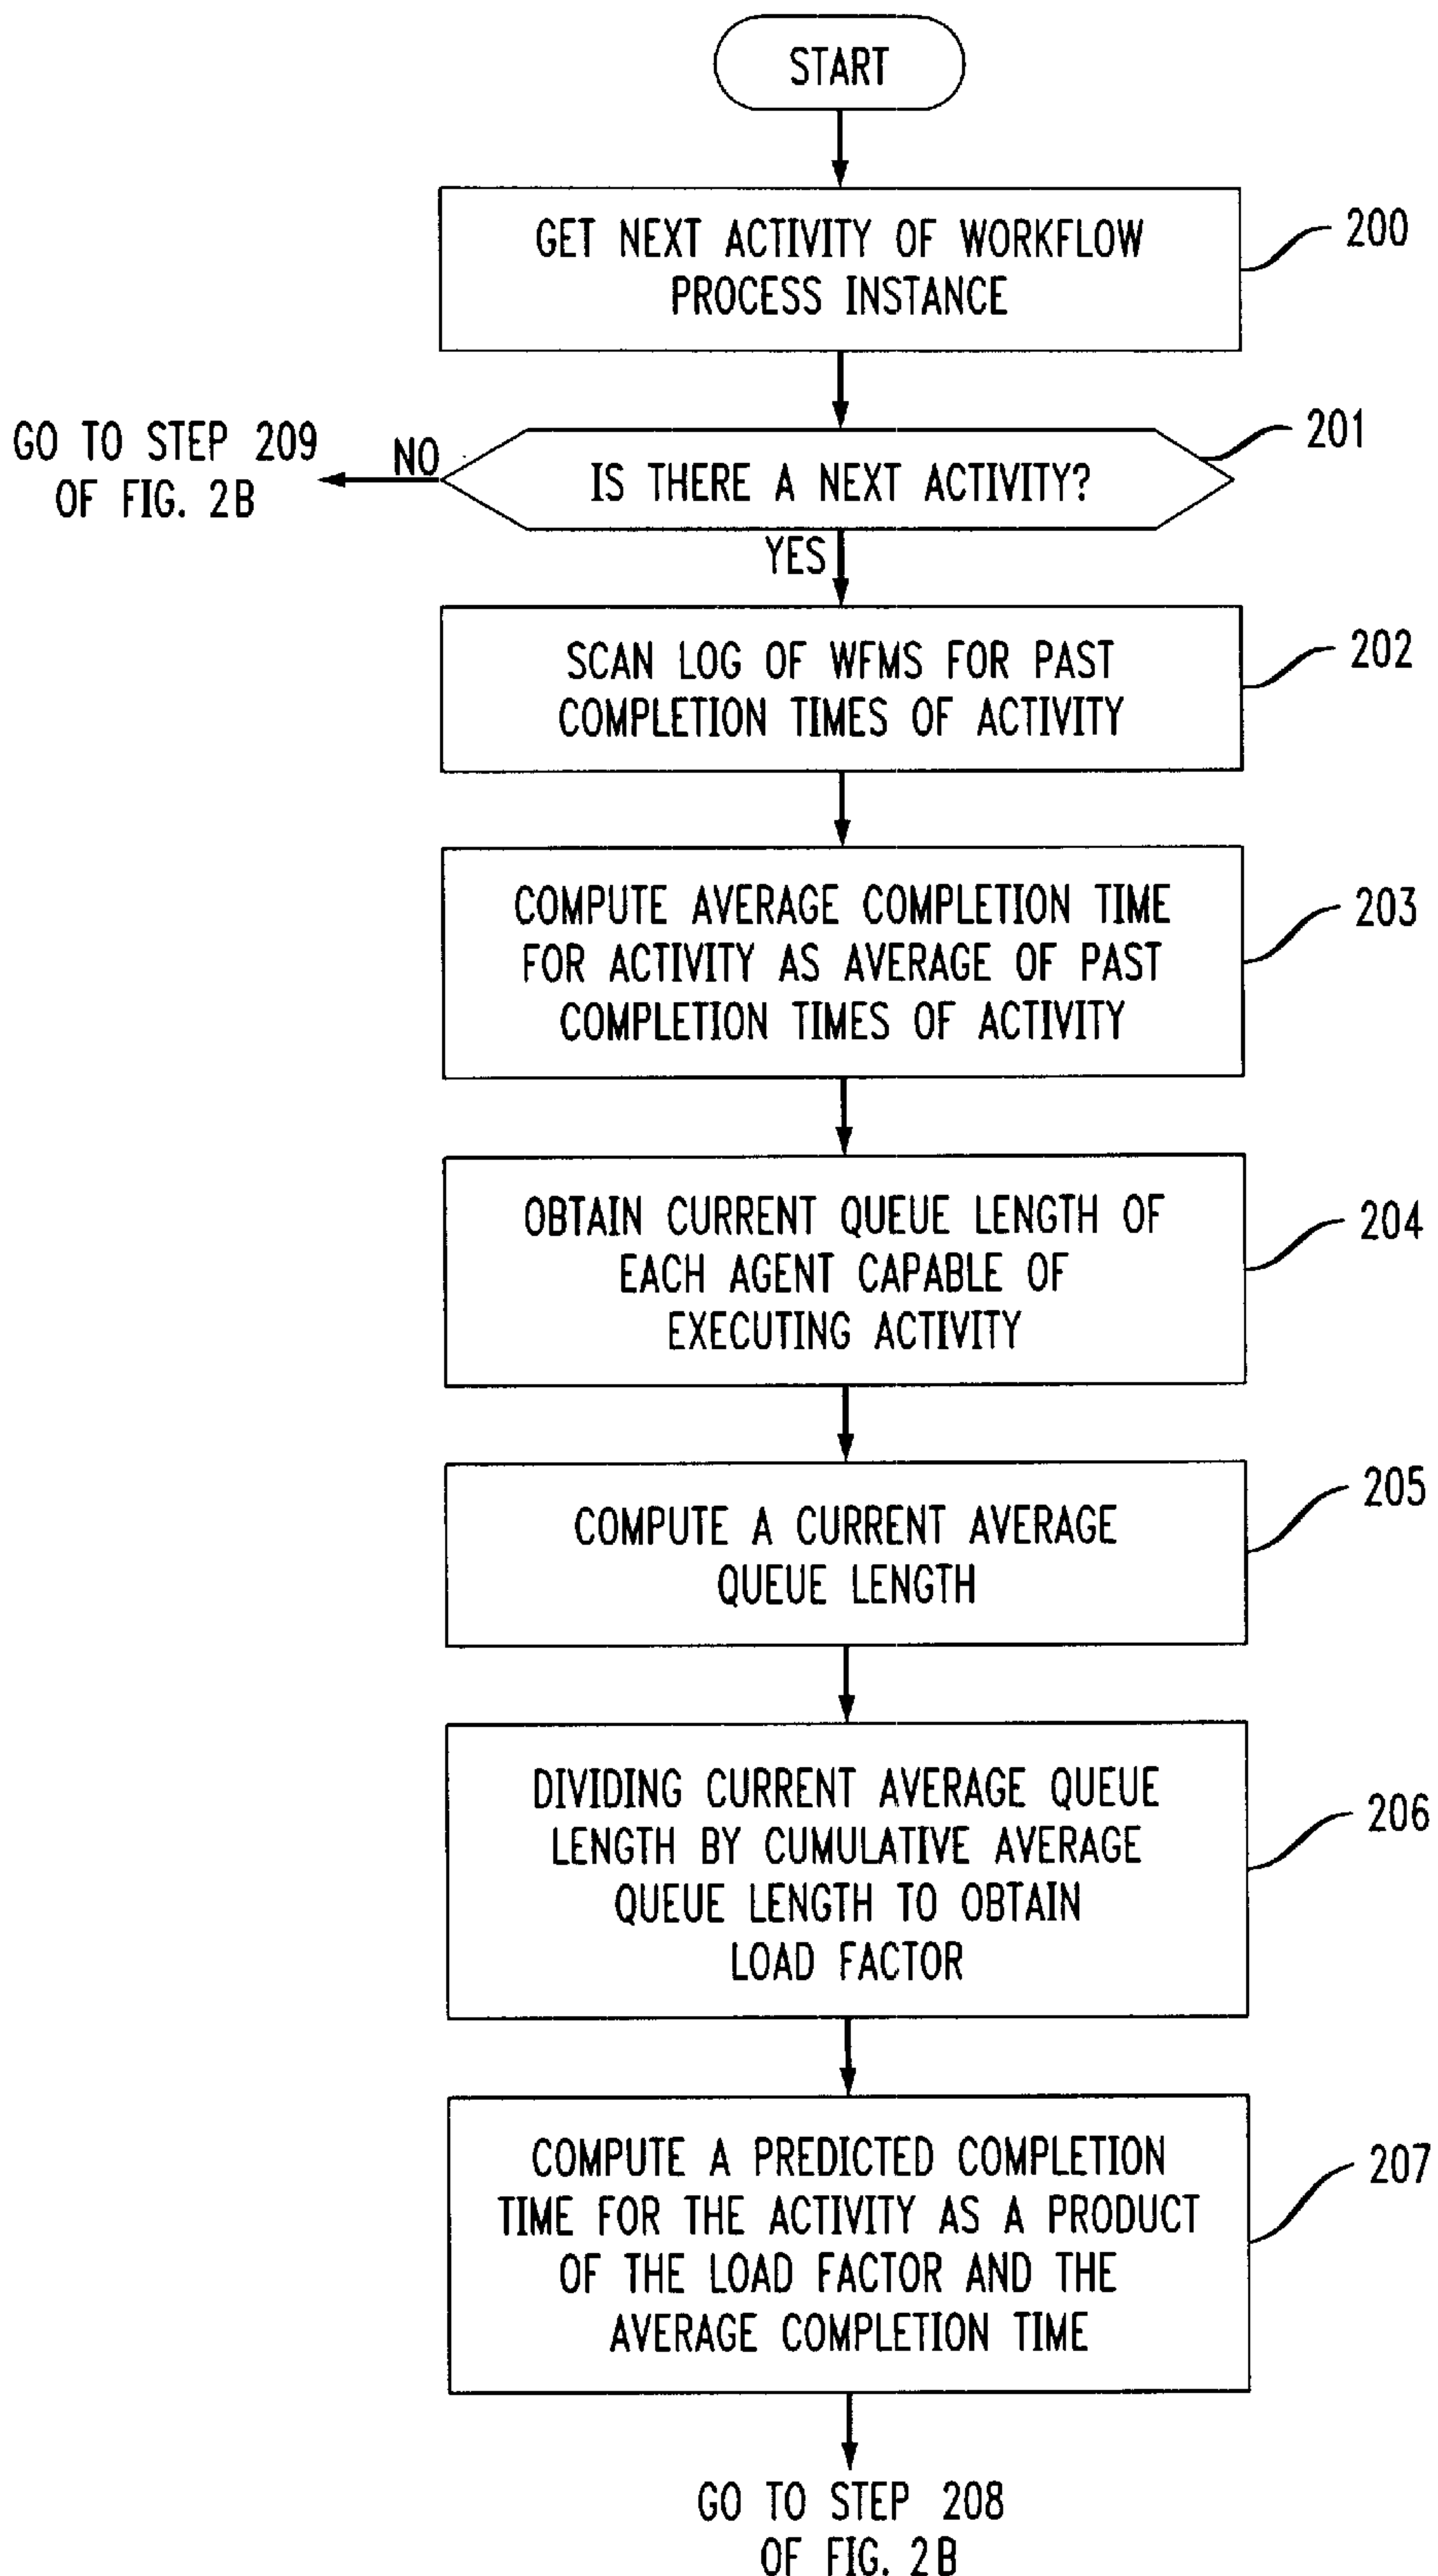 START
GET NEXT ACTIVITY OF WORKFLOW
PROCESS INSTANCE
200
GO TO STEP 209
OF FIG. 2B
NO
IS THERE A NEXT ACTIVITY?
201
YES
SCAN LOG OF WFMS FOR PAST
COMPLETION TIMES OF ACTIVITY
202
COMPUTE AVERAGE COMPLETION TIME
FOR ACTIVITY AS AVERAGE OF PAST
COMPLETION TIMES OF ACTIVITY
203
OBTAIN CURRENT QUEUE LENGTH OF
EACH AGENT CAPABLE OF
EXECUTING ACTIVITY
204
COMPUTE A CURRENT AVERAGE
QUEUE LENGTH
205
DIVIDING CURRENT AVERAGE QUEUE
LENGTH BY CUMULATIVE AVERAGE
QUEUE LENGTH TO OBTAIN
LOAD FACTOR
206
COMPUTE A PREDICTED COMPLETION
TIME FOR THE ACTIVITY AS A PRODUCT
OF THE LOAD FACTOR AND THE
AVERAGE COMPLETION TIME
207
GO TO STEP 208
OF FIG. 2B